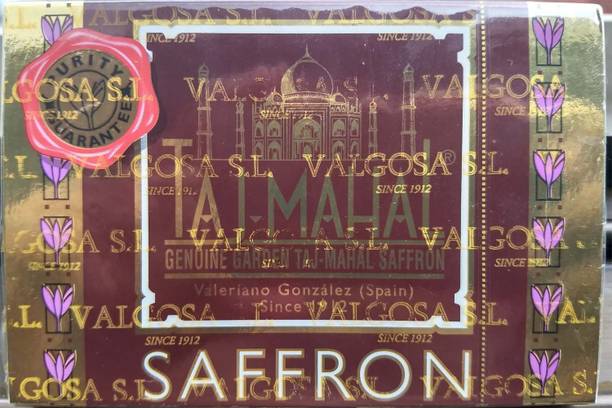 VALGOSA S.L.
SINCE 1912 SINCE 1912
PURITY
GUARANTEE
VALGOSA S.L. VALGOSA
SINCE 1912 SINCE 1912
VALGOSA S.L. VALGOSA S.L.
SINCE 1912
TAJ-MAHAL®
VALGOSA S.L. VALGOSA
GENUINE GARDEN TAJ-MAHAL SAFFRON
SINCE 1912
Valeriano González (Spain)
Since 1912
S.L. VALGOSA S.L. VALGOSA S.L.
SINCE 1912 SINCE 1912
SAFFRON
VALGOSA S.L. VALGOSA S.L.